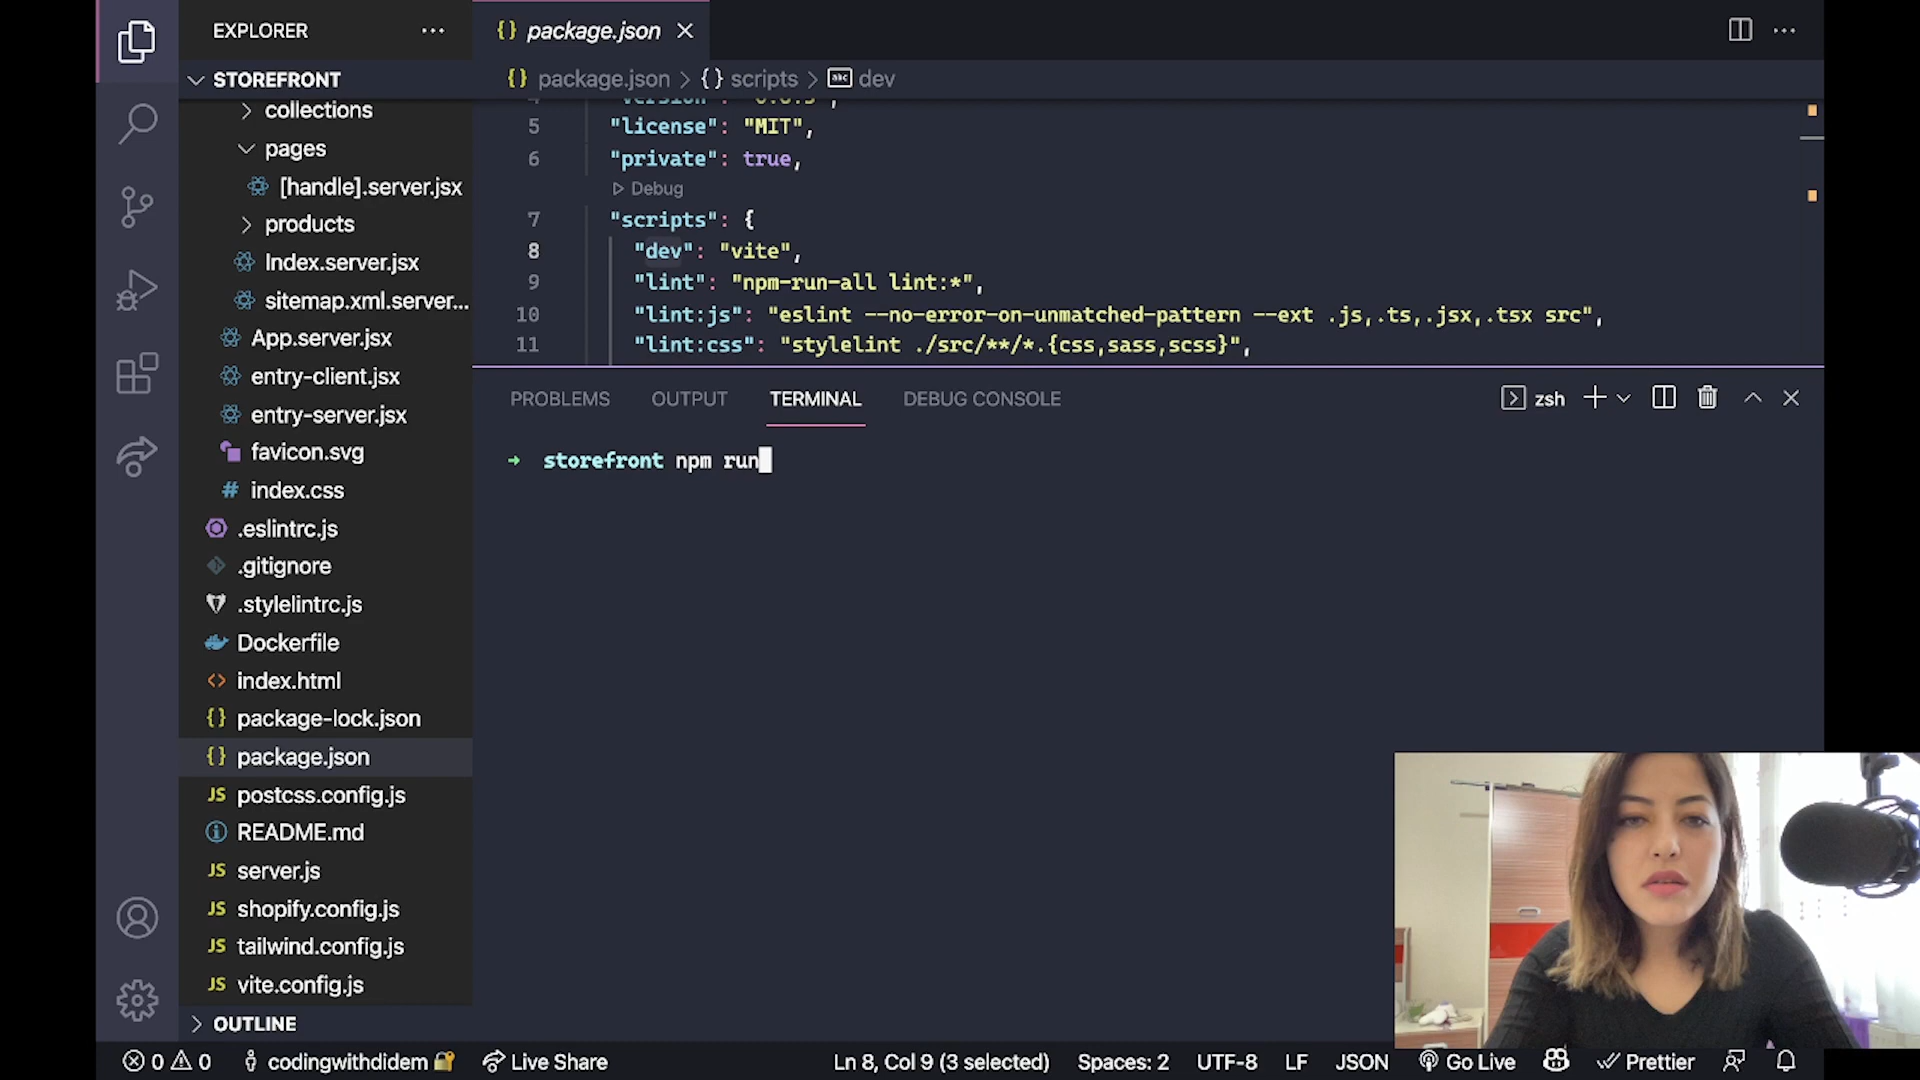 EXPLORER
STOREFRONT
collections
pages
[handle].server.jsx
products
Index.server.jsx
sitemap.xml.server...
App.server.jsx
entry-client.jsx
entry-server.jsx
favicon.svg
# index.css
.eslintrc.js
.gitignore
.stylelintrc.js
Dockerfile
<> index.html
{} package-lock.json
{} package.json
JS postcss.config.js
README.md
JS server.js
JS shopify.config.js
JS tailwind.config.js
JS vite.config.js
OUTLINE
{} package.json
{} package.json > {} scripts > abc dev
5 "license": "MIT",
6 "private": true,
Debug
7 "scripts": {
8 "dev": "vite",
9 "lint": "npm-run-all lint:*",
10 "lint:js": "eslint --no-error-on-unmatched-pattern --ext .js,.ts,.jsx,.tsx src",
11 "lint:css": "stylelint ./src/**/*.{css,sass,scss}",
PROBLEMS OUTPUT TERMINAL DEBUG CONSOLE zsh
→ storefront npm run
0 0 codingwithdidem Live Share Ln 8, Col 9 (3 selected) Spaces: 2 UTF-8 LF JSON Go Live Prettier